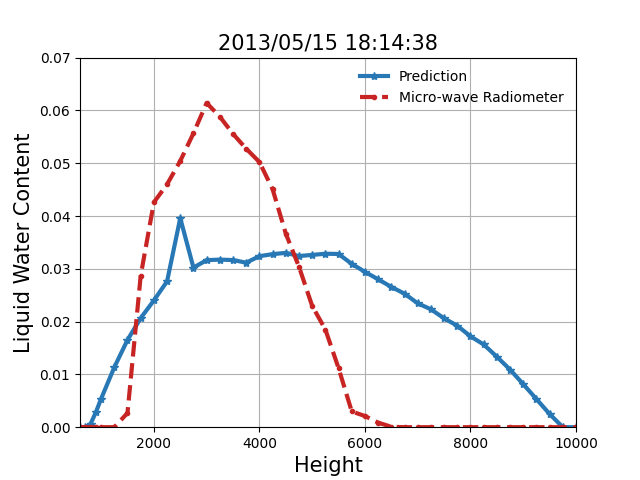 2013/05/15 18:14:38
Prediction
Micro-wave Radiometer
Liquid Water Content
0.07
0.06
0.05
0.04
0.03
0.02
0.01
0.00
2000 4000 6000 8000 10000
Height